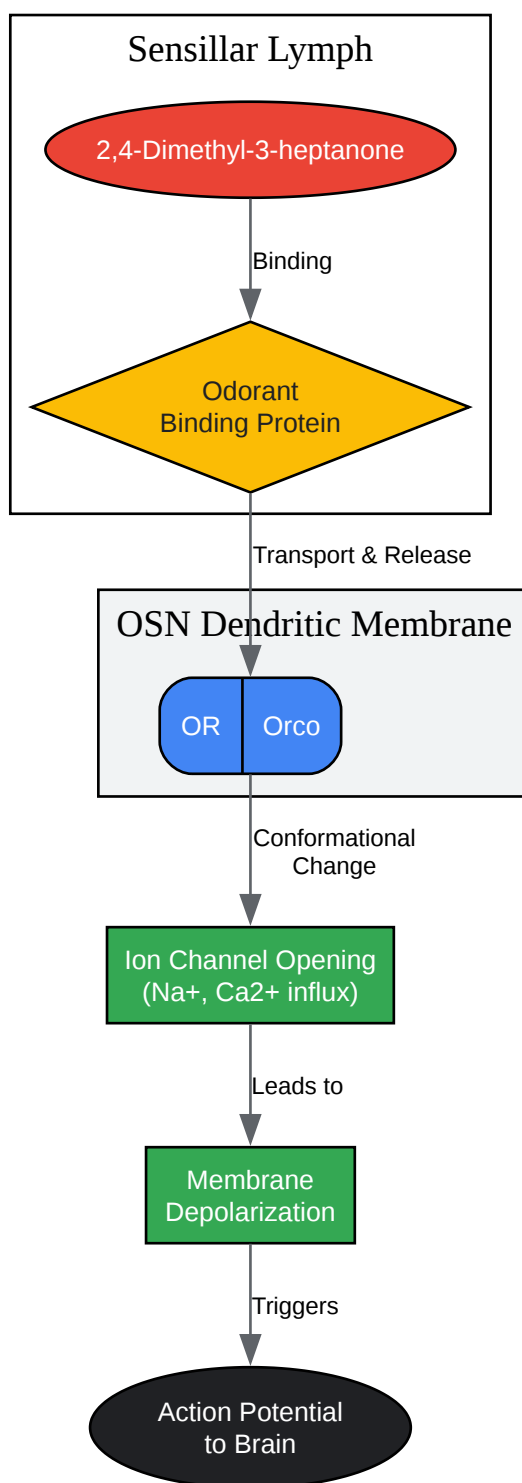 Sensillar Lymph
2,4-Dimethyl-3-heptanone
Binding
Odorant
Binding Protein
Transport & Release
OSN Dendritic Membrane
OR
Orco
Conformational
Change
Ion Channel Opening
(Na+, Ca2+ influx)
Leads to
Membrane
Depolarization
Triggers
Action Potential
to Brain